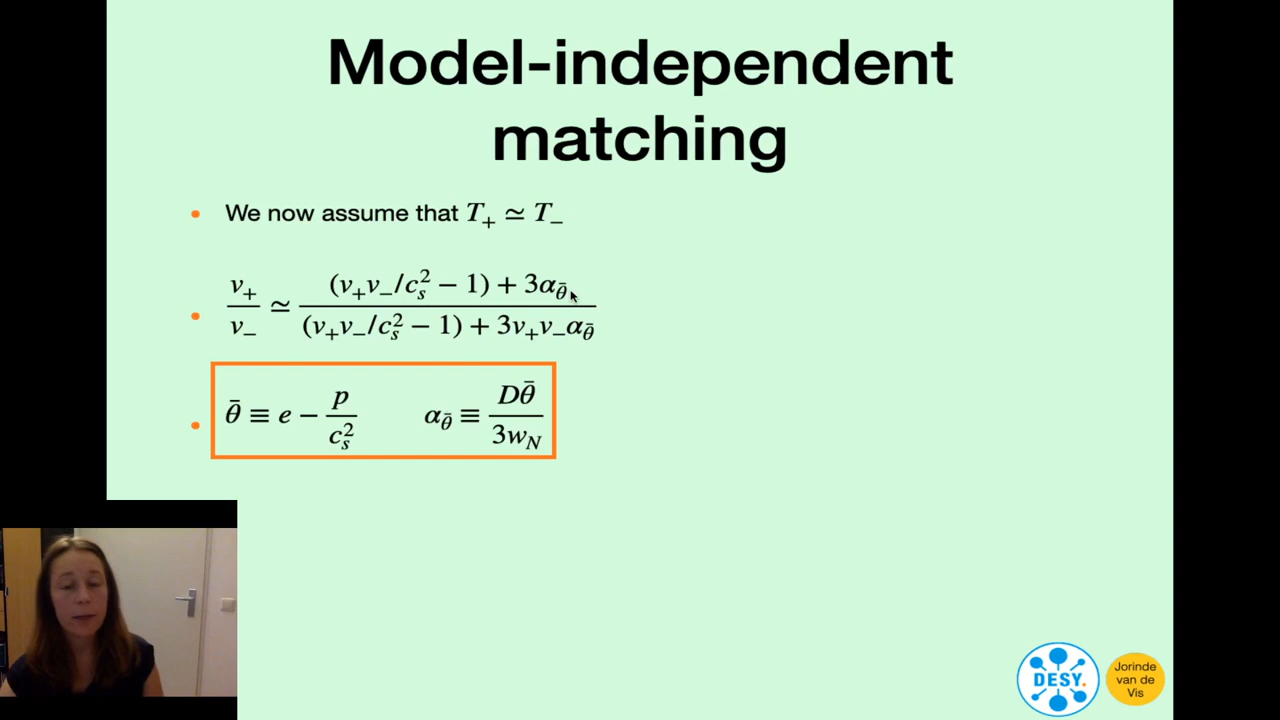 Model-independent
matching
• We now assume that T₊ ≃ T₋
• v₊/v₋ ≃ ((v₊v₋/c_s² − 1) + 3α_θ̄) / ((v₊v₋/c_s² − 1) + 3v₊v₋α_θ̄)
• θ̄ ≡ e − p/c_s² α_θ̄ ≡ Dθ̄/3w_N
DESY.
Jorinde
van de
Vis